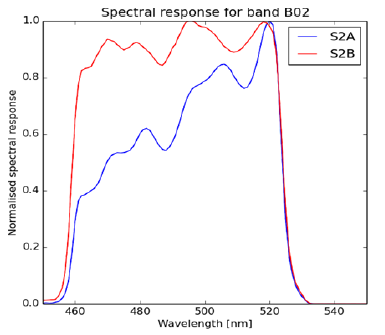 Spectral response for band B02
S2A
S2B
Normalised spectral response
1.0
0.8
0.6
0.4
0.2
0.0
460
480
500
520
540
Wavelength [nm]